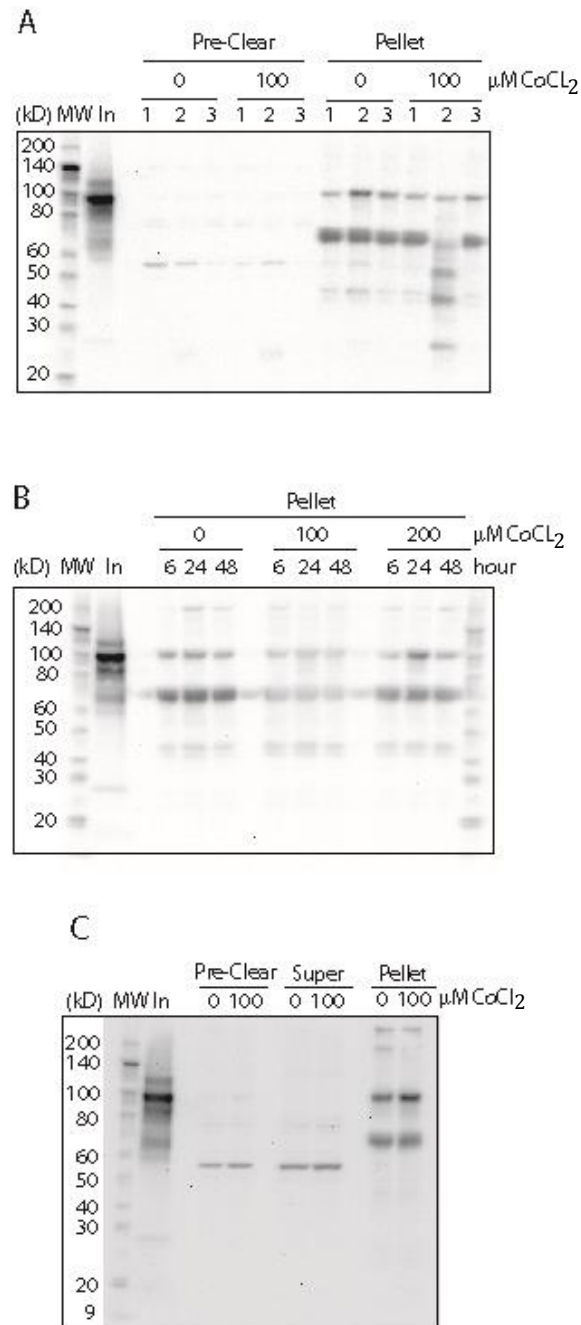 A
Pre-Clear Pellet
0 100 0 100 μM CoCL2
(kD) MW In 1 2 3 1 2 3 1 2 3 1 2 3
200
140
100
80
60
50
40
30
20
B
Pellet
0 100 200 μM CoCL2
(kD) MW In 6 24 48 6 24 48 6 24 48 hour
200
140
100
80
60
50
40
30
20
C
Pre-Clear Super Pellet
(kD) MW In 0 100 0 100 0 100 μM CoCl2
200
140
100
80
60
50
40
30
20
9